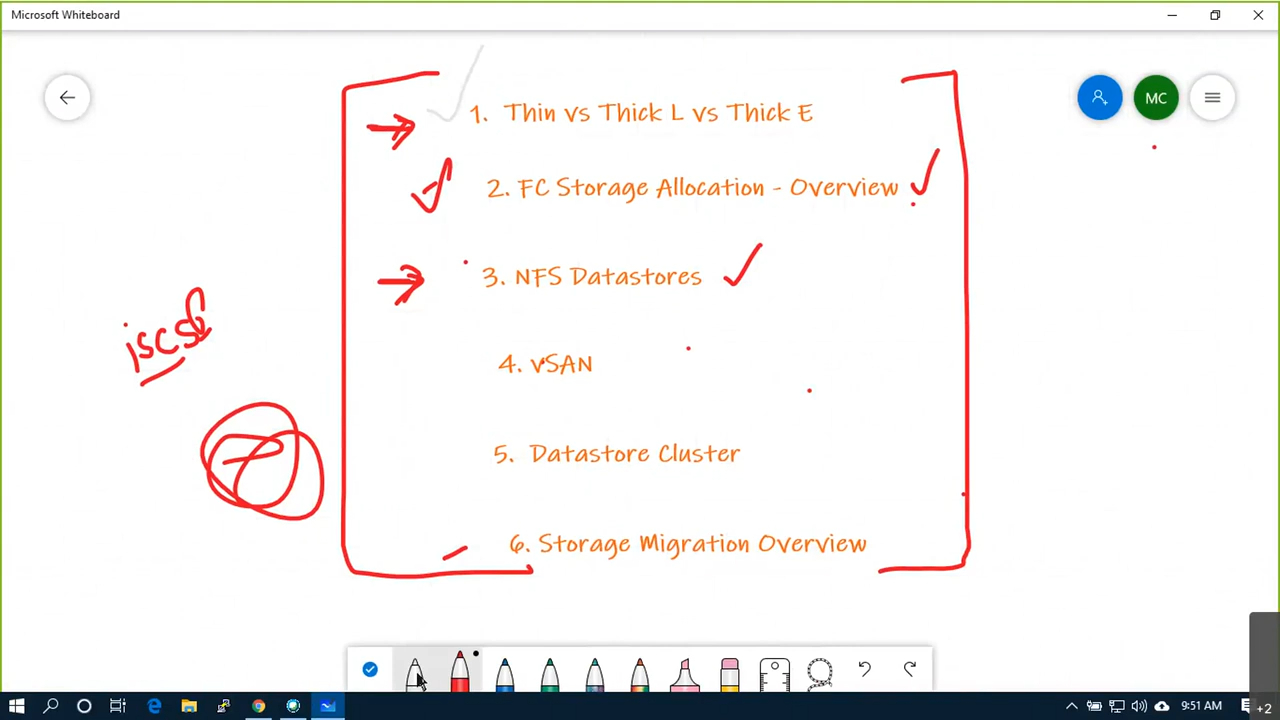 Microsoft Whiteboard
MC
1. Thin vs Thick L vs Thick E
2. FC Storage Allocation - Overview
3. NFS Datastores
iscsi
4. vSAN
5. Datastore Cluster
6. Storage Migration Overview
9:51 AM
+2